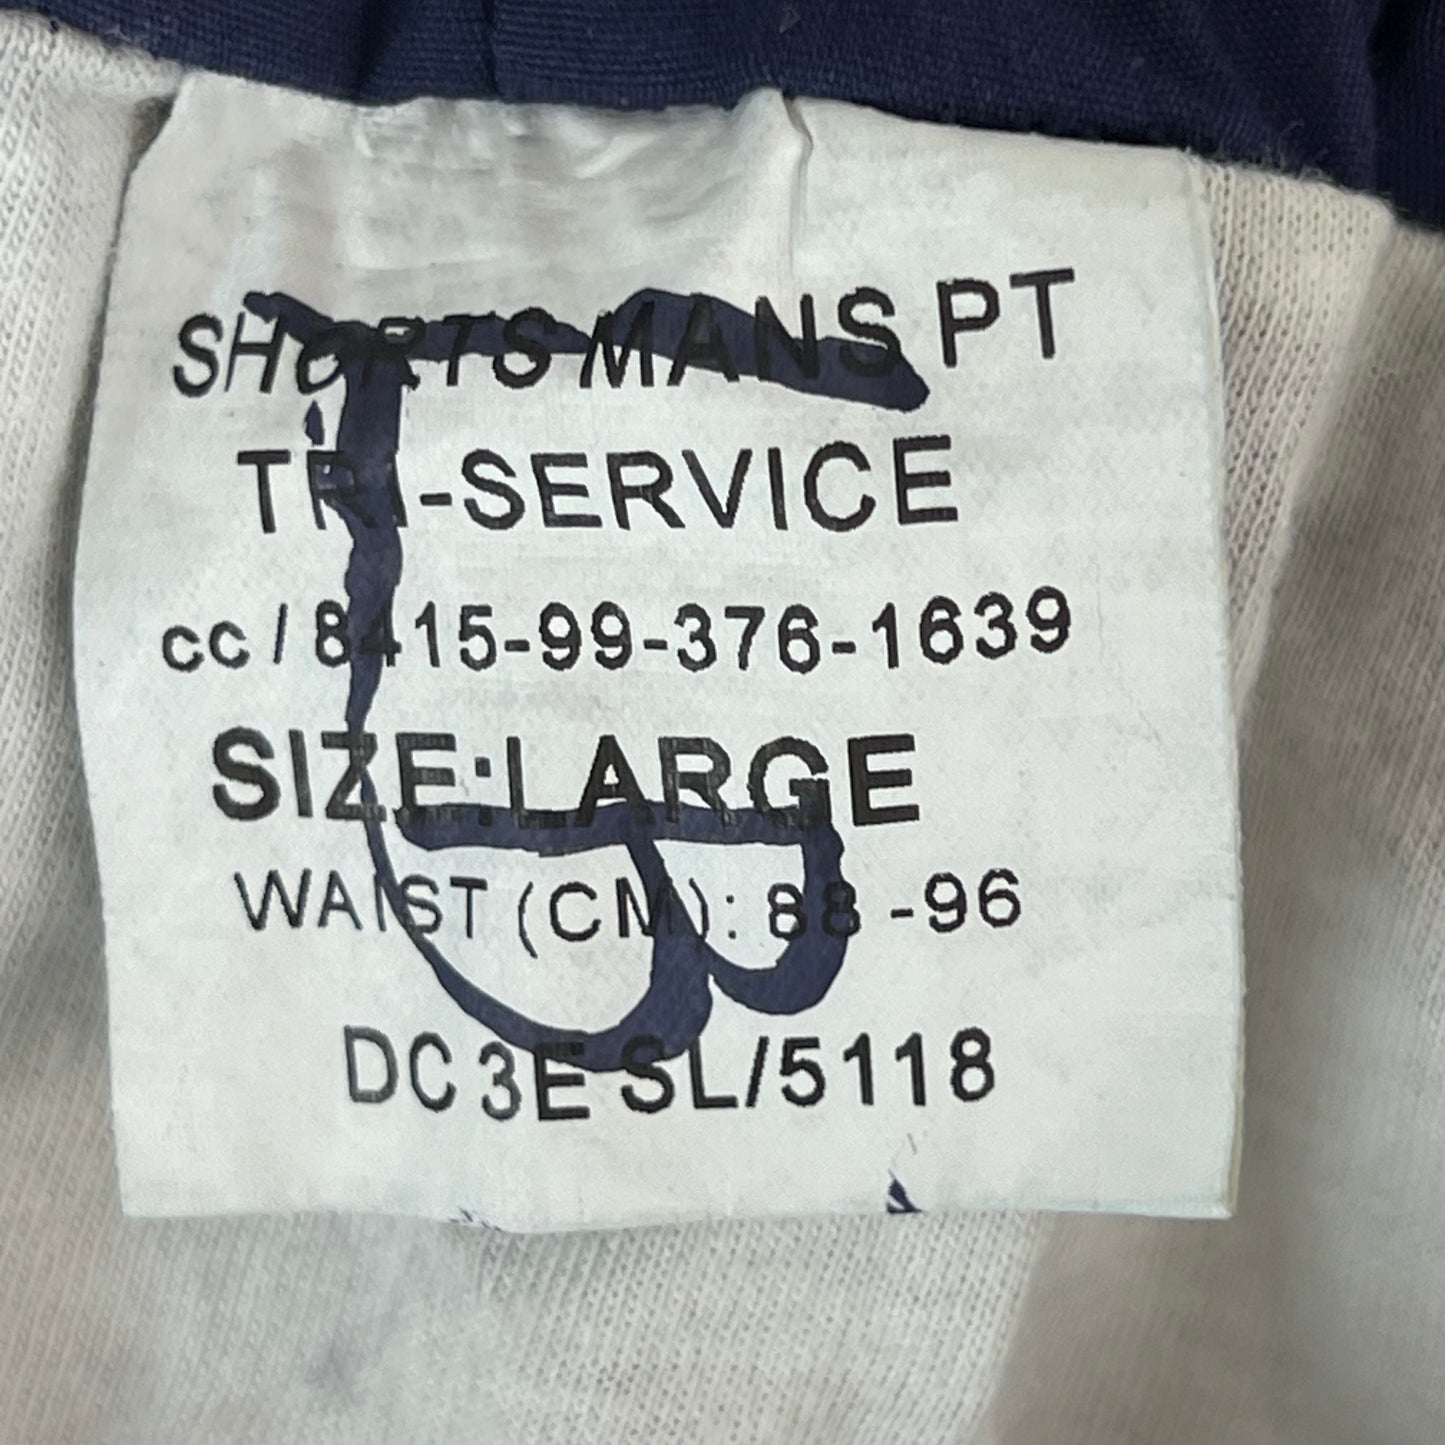 SHORTS MANS PT
TRI-SERVICE
cc / 8415-99-376-1639
SIZE:LARGE
WAIST (CM): 88 -96
DC 3E SL/5118